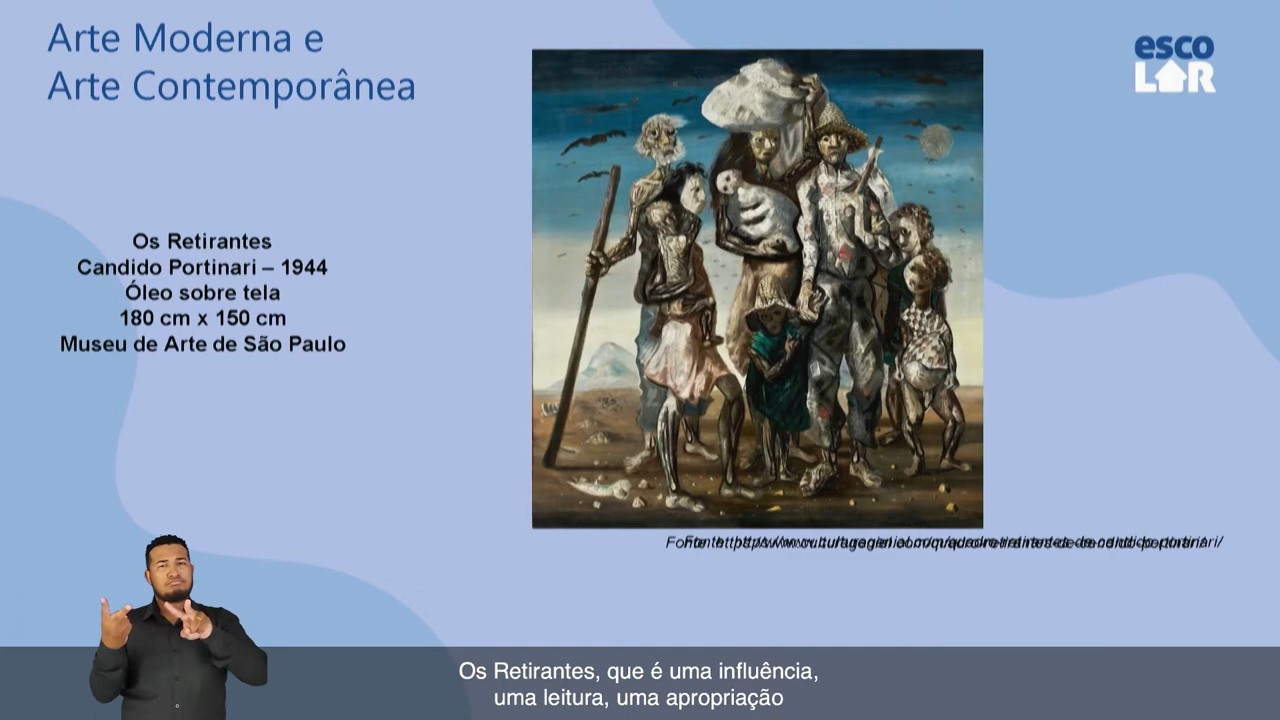 Arte Moderna e
Arte Contemporânea
esco
LAR
Os Retirantes
Candido Portinari – 1944
Óleo sobre tela
180 cm x 150 cm
Museu de Arte de São Paulo
Os Retirantes, que é uma influência,
uma leitura, uma apropriação